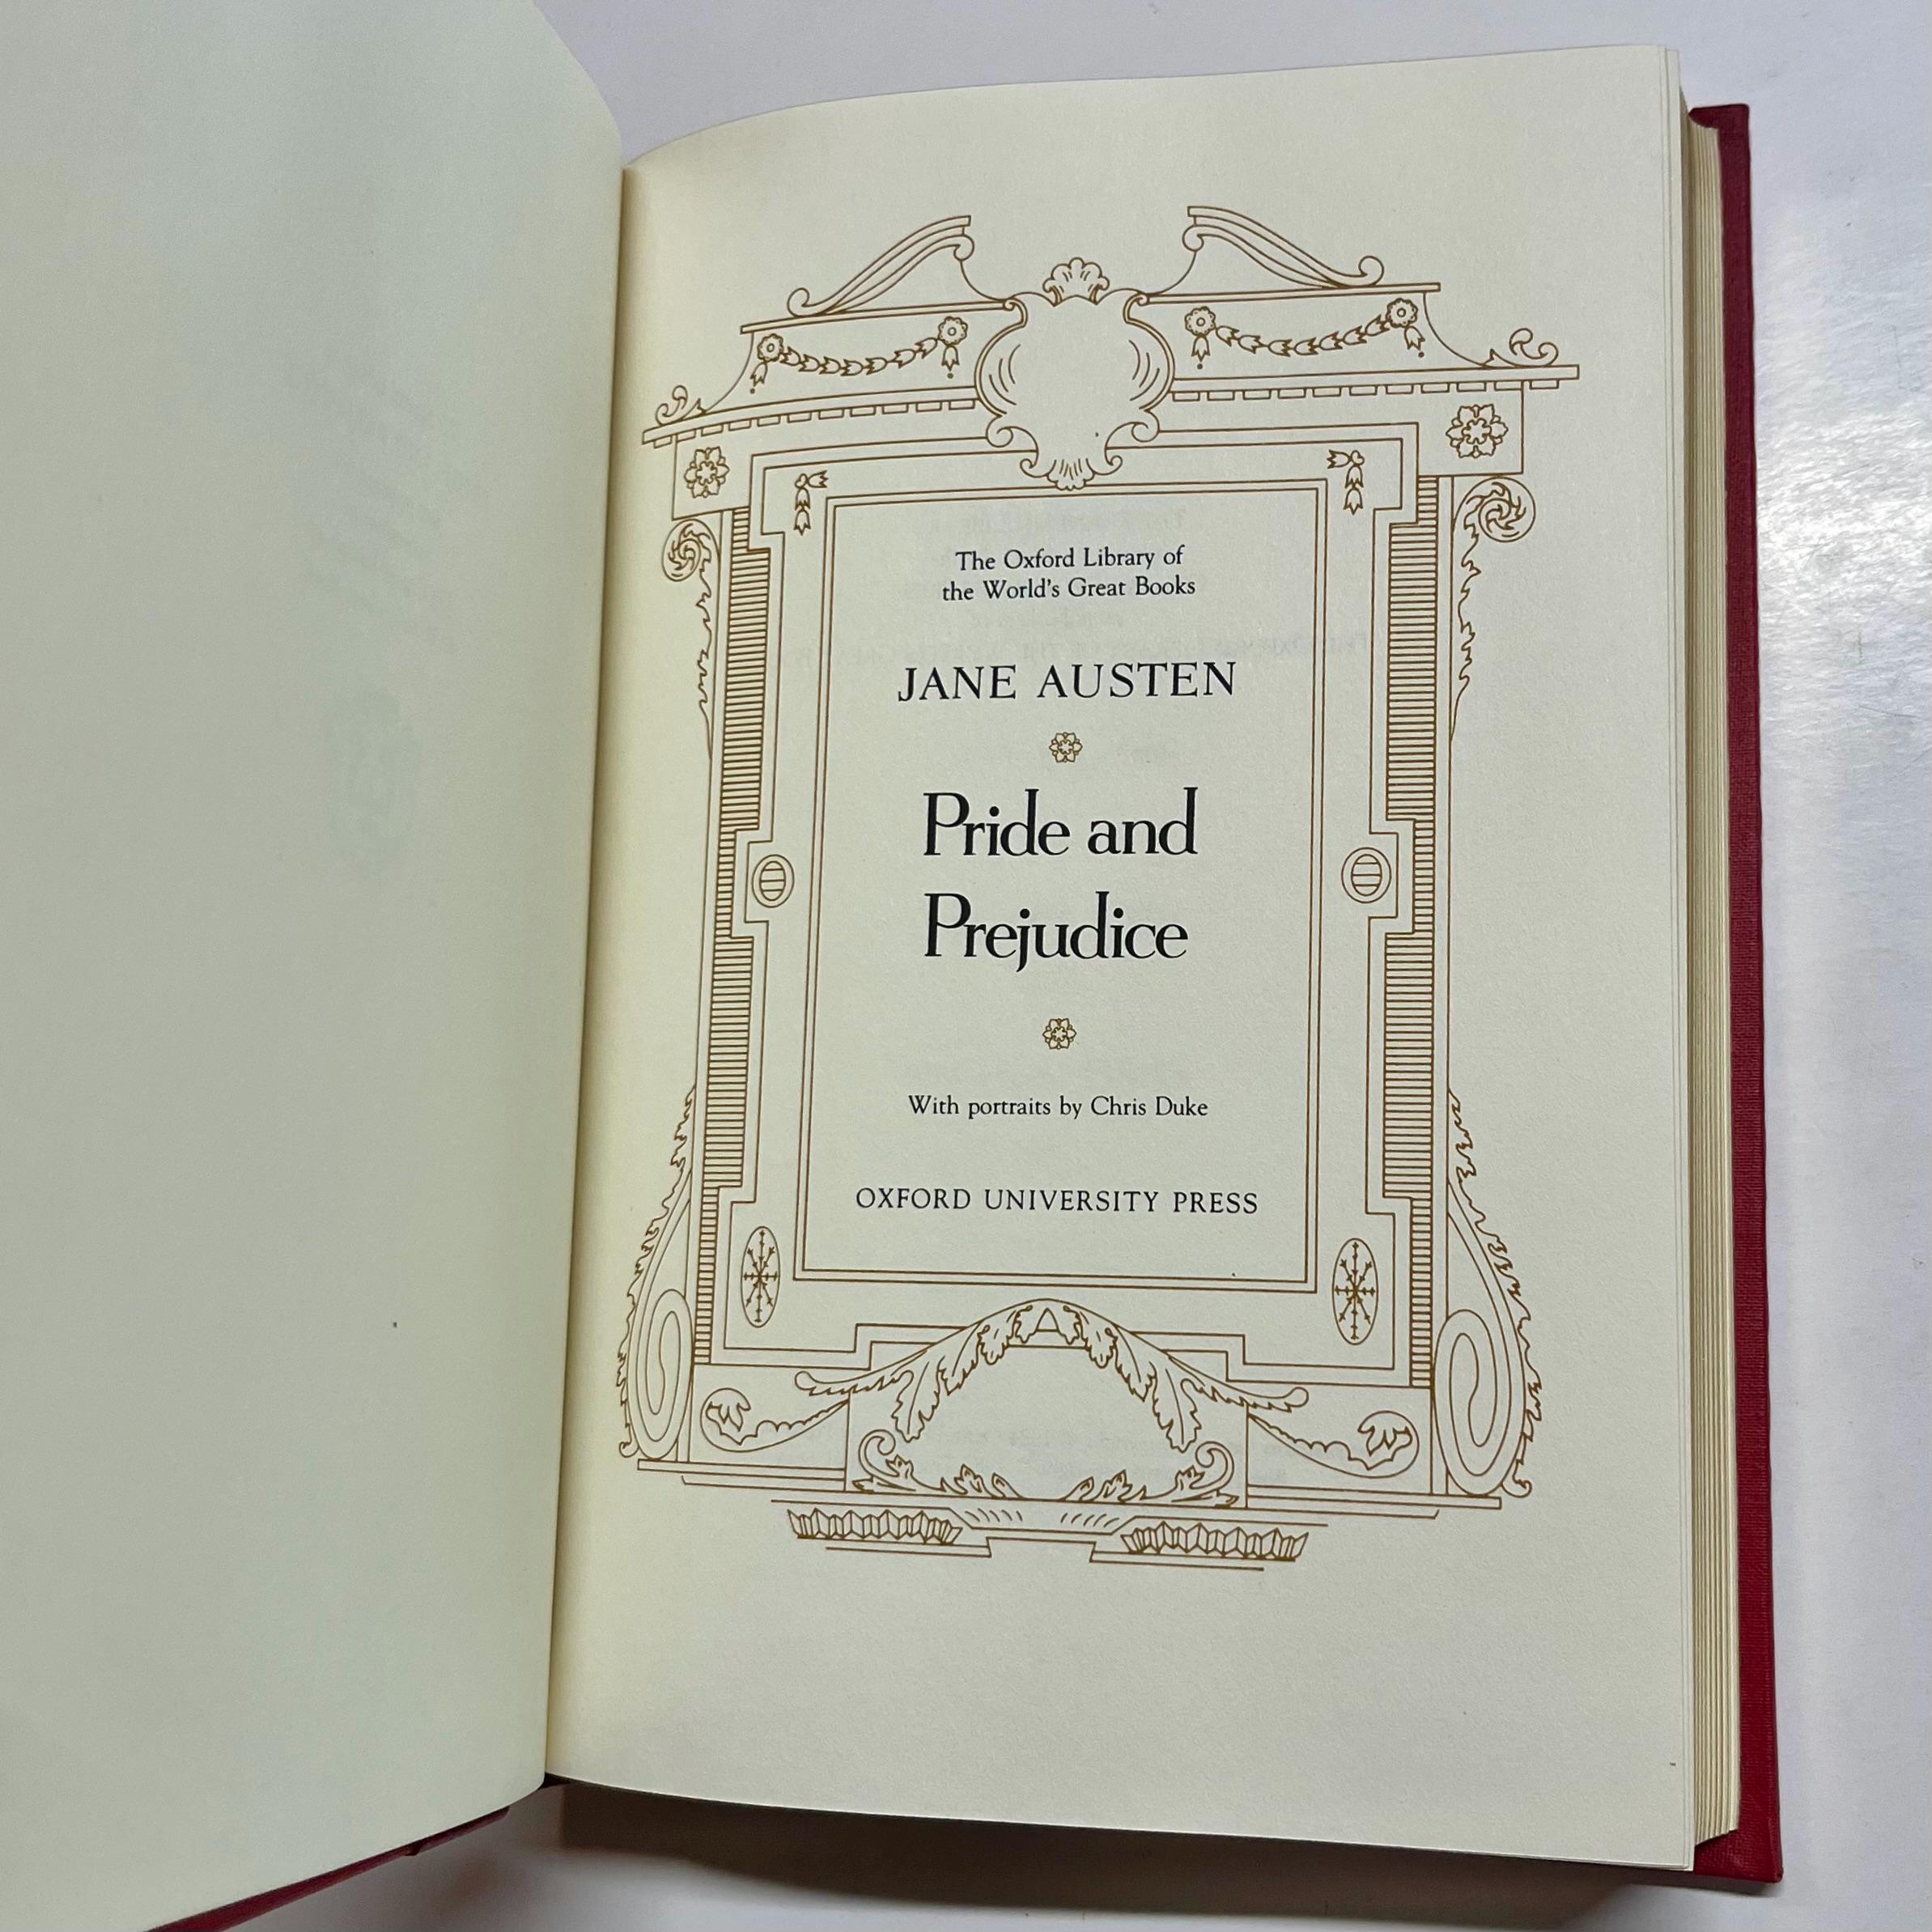 The Oxford Library of
the World's Great Books
JANE AUSTEN
Pride and
Prejudice
With portraits by Chris Duke
OXFORD UNIVERSITY PRESS